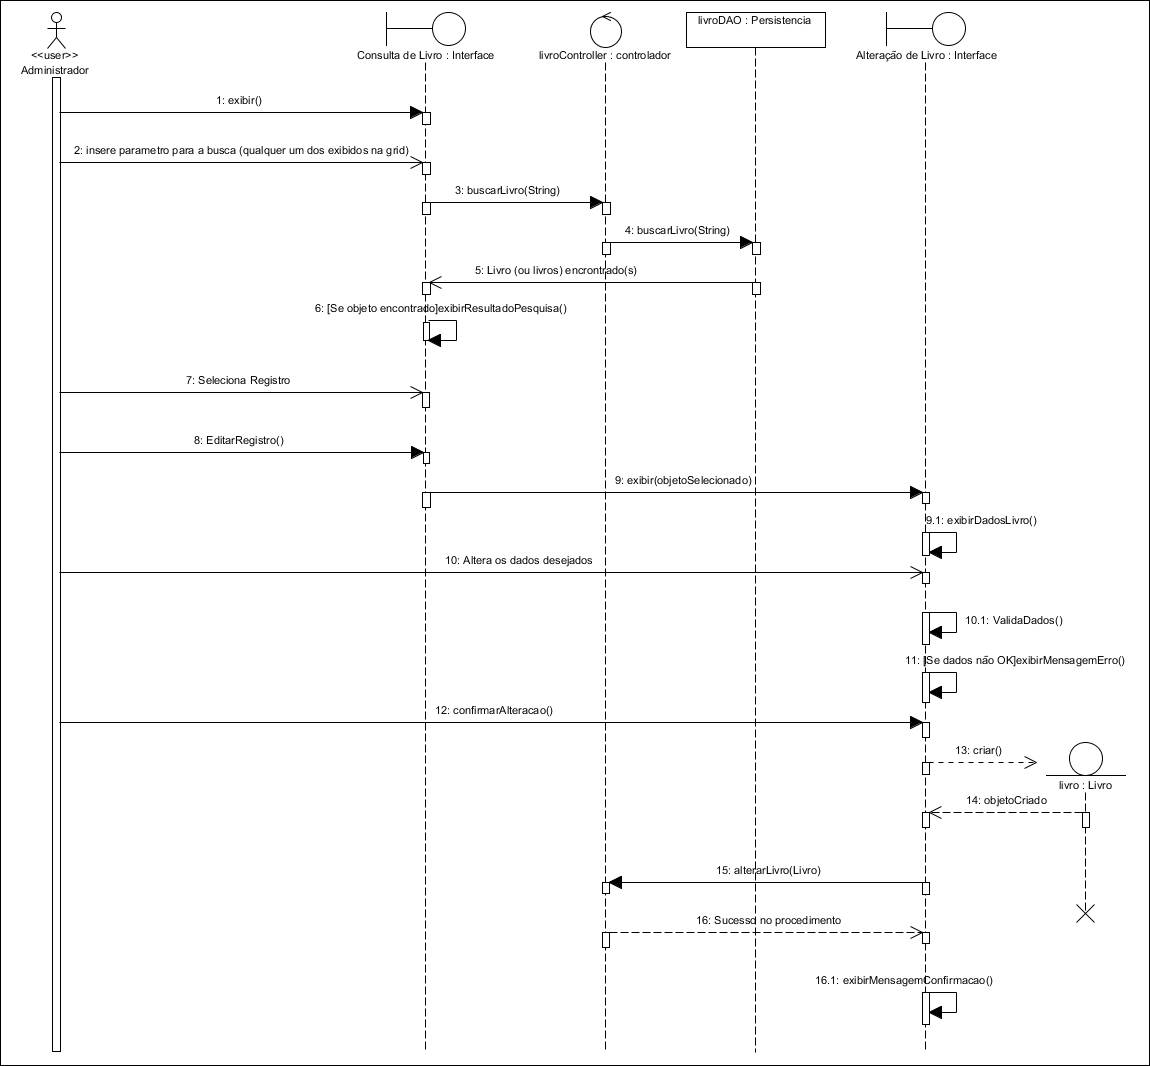 livroDAO : Persistencia
<<user>>
Administrador
Consulta de Livro : Interface
livroController : controlador
Alteração de Livro : Interface
1: exibir()
2: insere parametro para a busca (qualquer um dos exibidos na grid)
3: buscarLivro(String)
4: buscarLivro(String)
5: Livro (ou livros) encrontrado(s)
6: [Se objeto encontrado]exibirResultadoPesquisa()
7: Seleciona Registro
8: EditarRegistro()
9: exibir(objetoSelecionado)
9.1: exibirDadosLivro()
10: Altera os dados desejados
10.1: ValidaDados()
11: [Se dados não OK]exibirMensagemErro()
12: confirmarAlteracao()
13: criar()
livro : Livro
14: objetoCriado
15: alterarLivro(Livro)
16: Sucesso no procedimento
16.1: exibirMensagemConfirmacao()